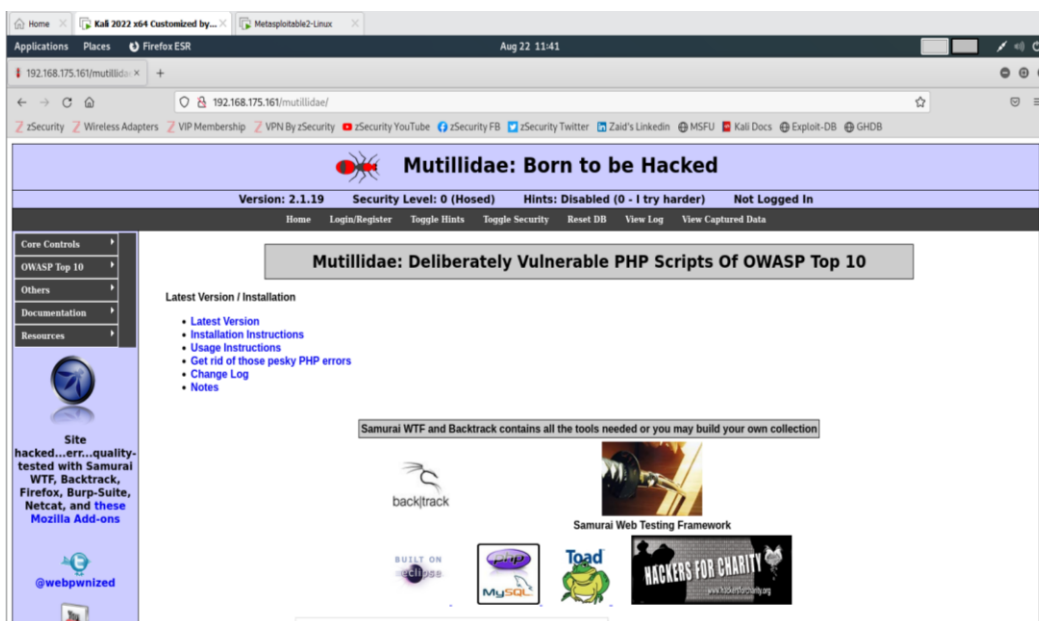 Home
Kali 2022 x64 Customized by...
Metasploitable2-Linux
Applications Places Firefox ESR Aug 22 11:41
192.168.175.161/mutillida
192.168.175.161/mutillidae/
zSecurity Wireless Adapters VIP Membership VPN By zSecurity zSecurity YouTube zSecurity FB zSecurity Twitter Zaid's Linkedin MSFU Kali Docs Exploit-DB GHDB
Mutillidae: Born to be Hacked
Version: 2.1.19 Security Level: 0 (Hosed) Hints: Disabled (0 - I try harder) Not Logged In
Home Login/Register Toggle Hints Toggle Security Reset DB View Log View Captured Data
Core Controls
OWASP Top 10
Others
Documentation
Resources
Site
hacked...err...quality-
tested with Samurai
WTF, Backtrack,
Firefox, Burp-Suite,
Netcat, and these
Mozilla Add-ons
@webpwnized
Mutillidae: Deliberately Vulnerable PHP Scripts Of OWASP Top 10
Latest Version / Installation
Latest Version
Installation Instructions
Usage Instructions
Get rid of those pesky PHP errors
Change Log
Notes
Samurai WTF and Backtrack contains all the tools needed or you may build your own collection
back|track
Samurai Web Testing Framework
BUILT ON
eclipse
php
MySQL
Toad
HACKERS FOR CHARITY
www.hackersforcharity.org